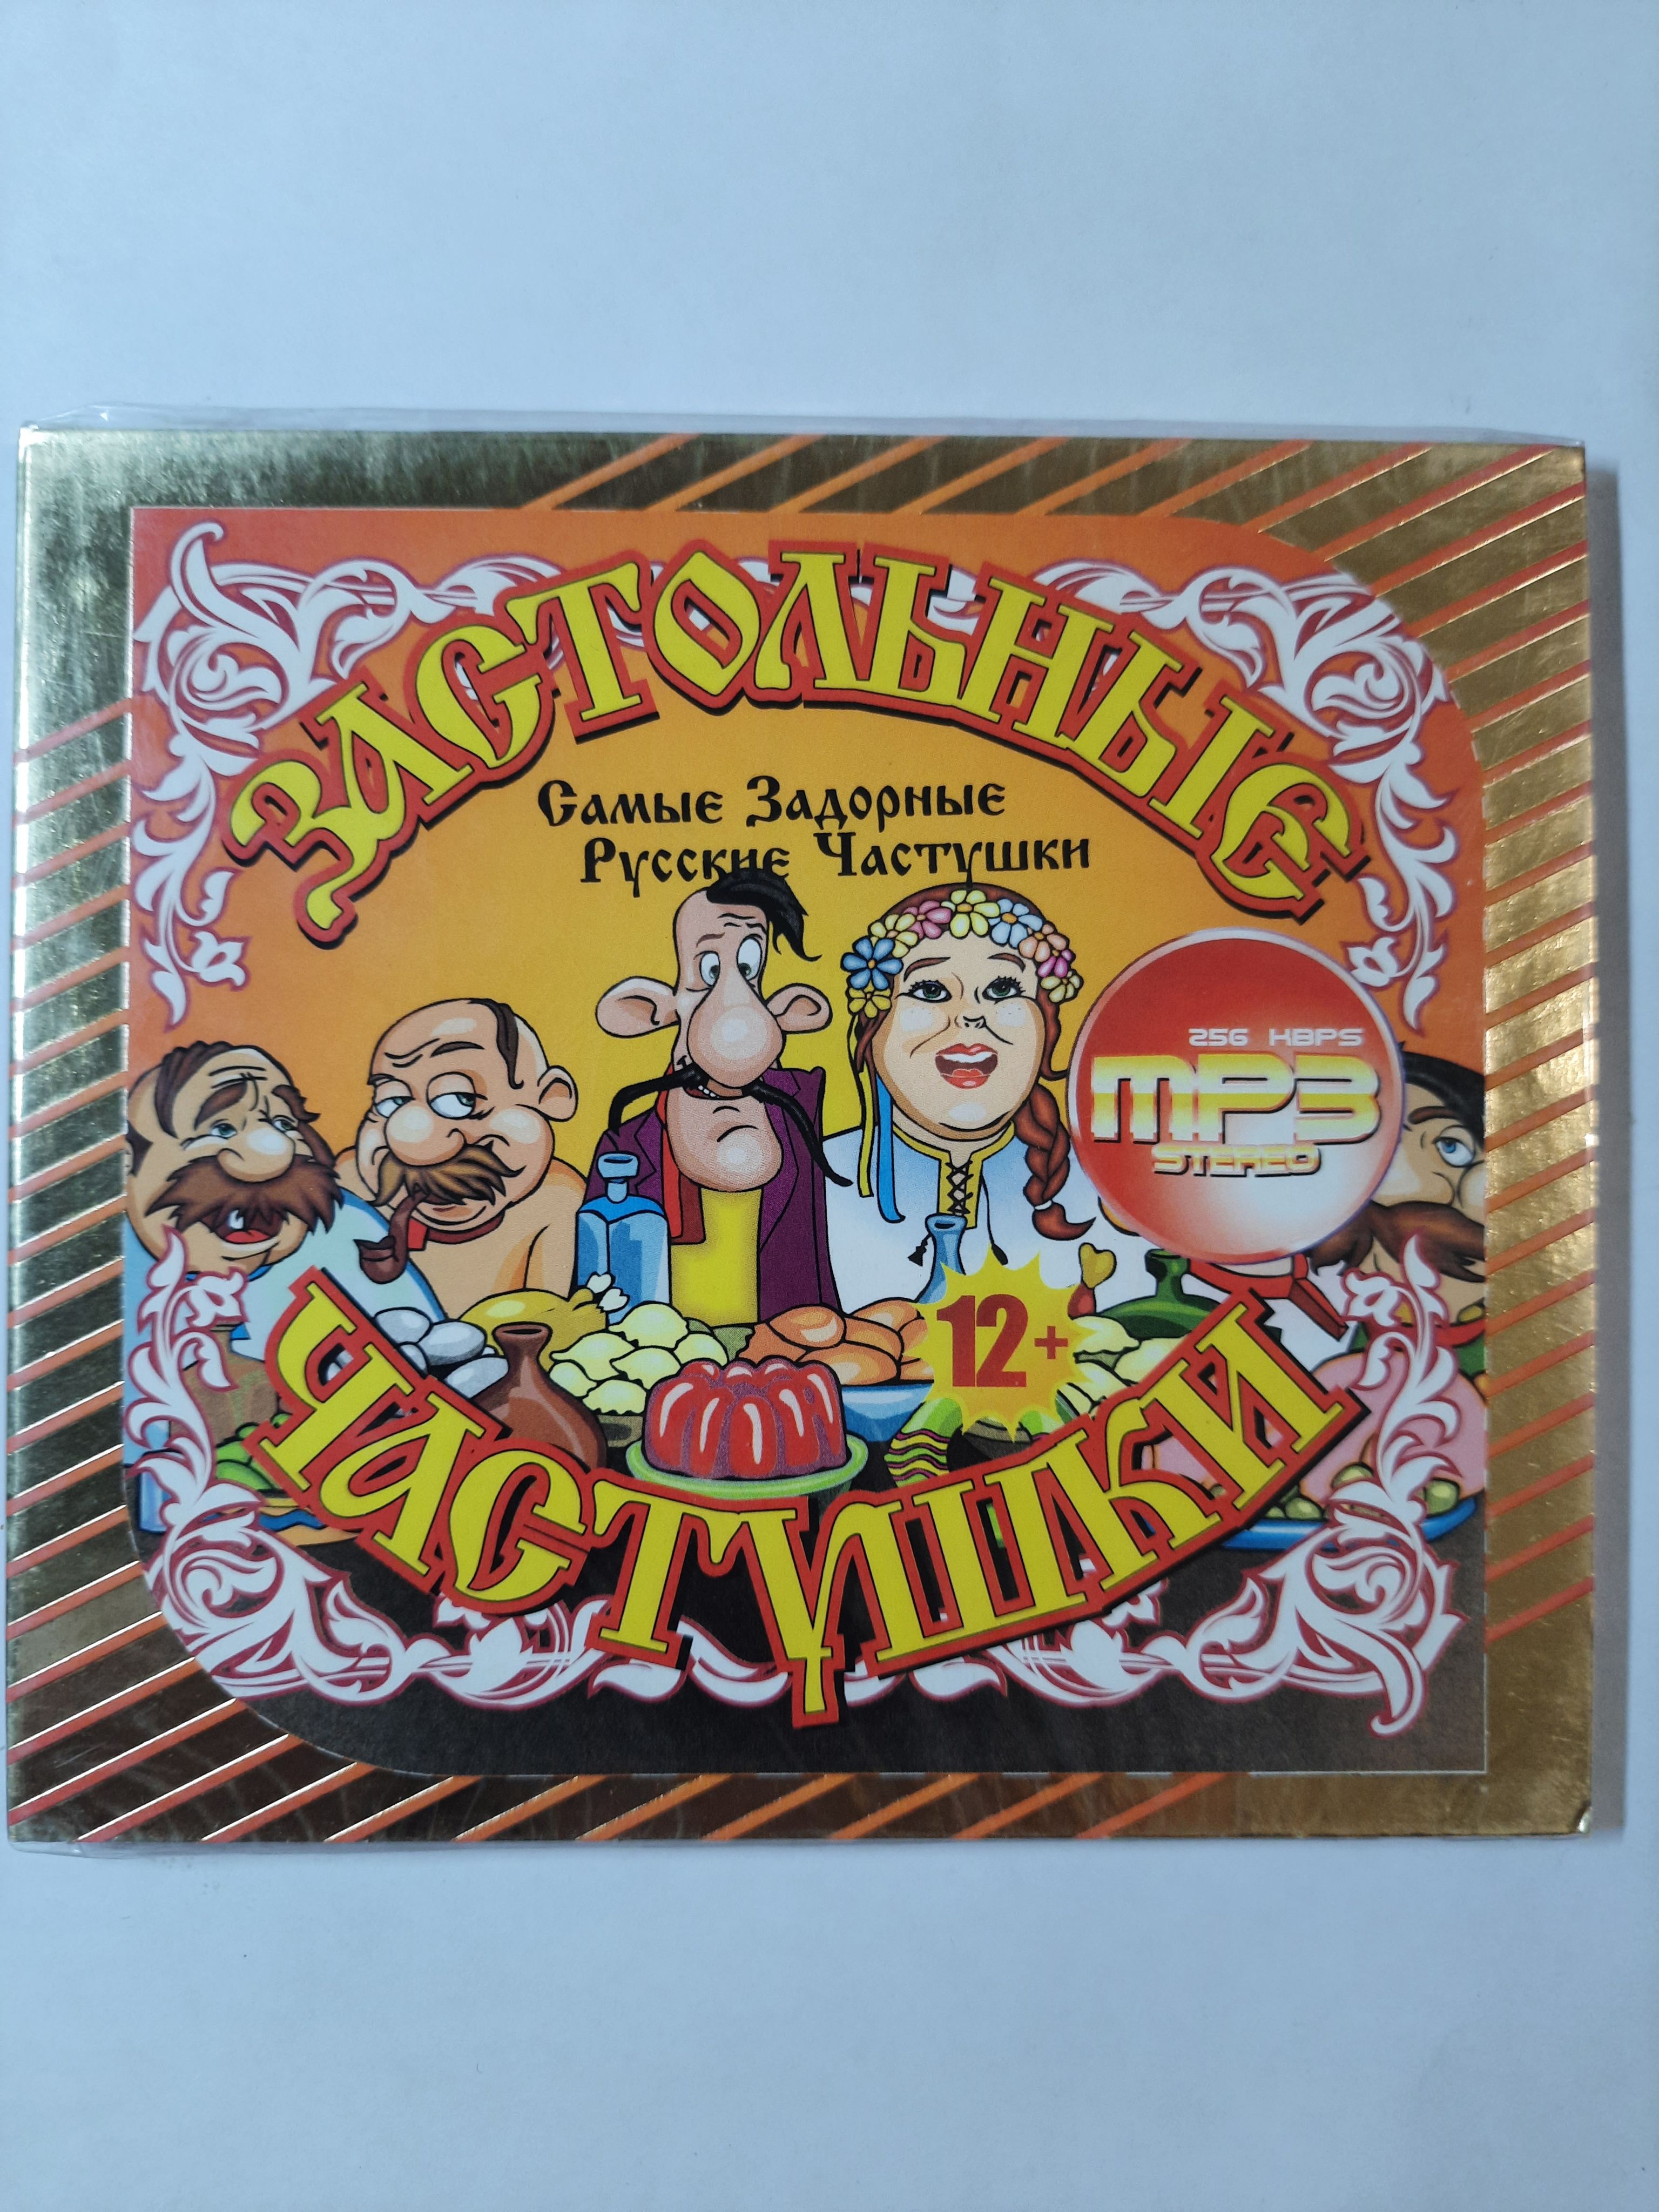 ЗАСТОЛЬНЫЕ
Самые Задорные
Русские Частушки
256 KBPS
MP3
STEREO
12+
ЧАСТУШКИ